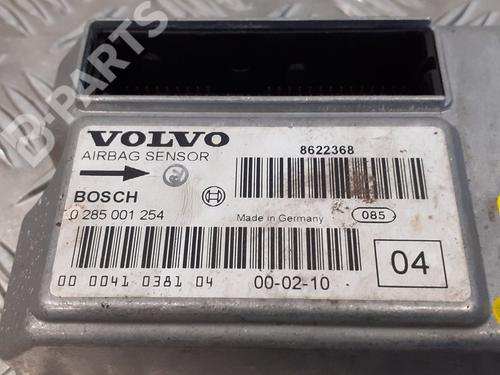 B-PARTS
VOLVO
AIRBAG SENSOR
8622368
BOSCH
0 285 001 254
Made in Germany
085
00 0041 0381 04
00-02-10
04